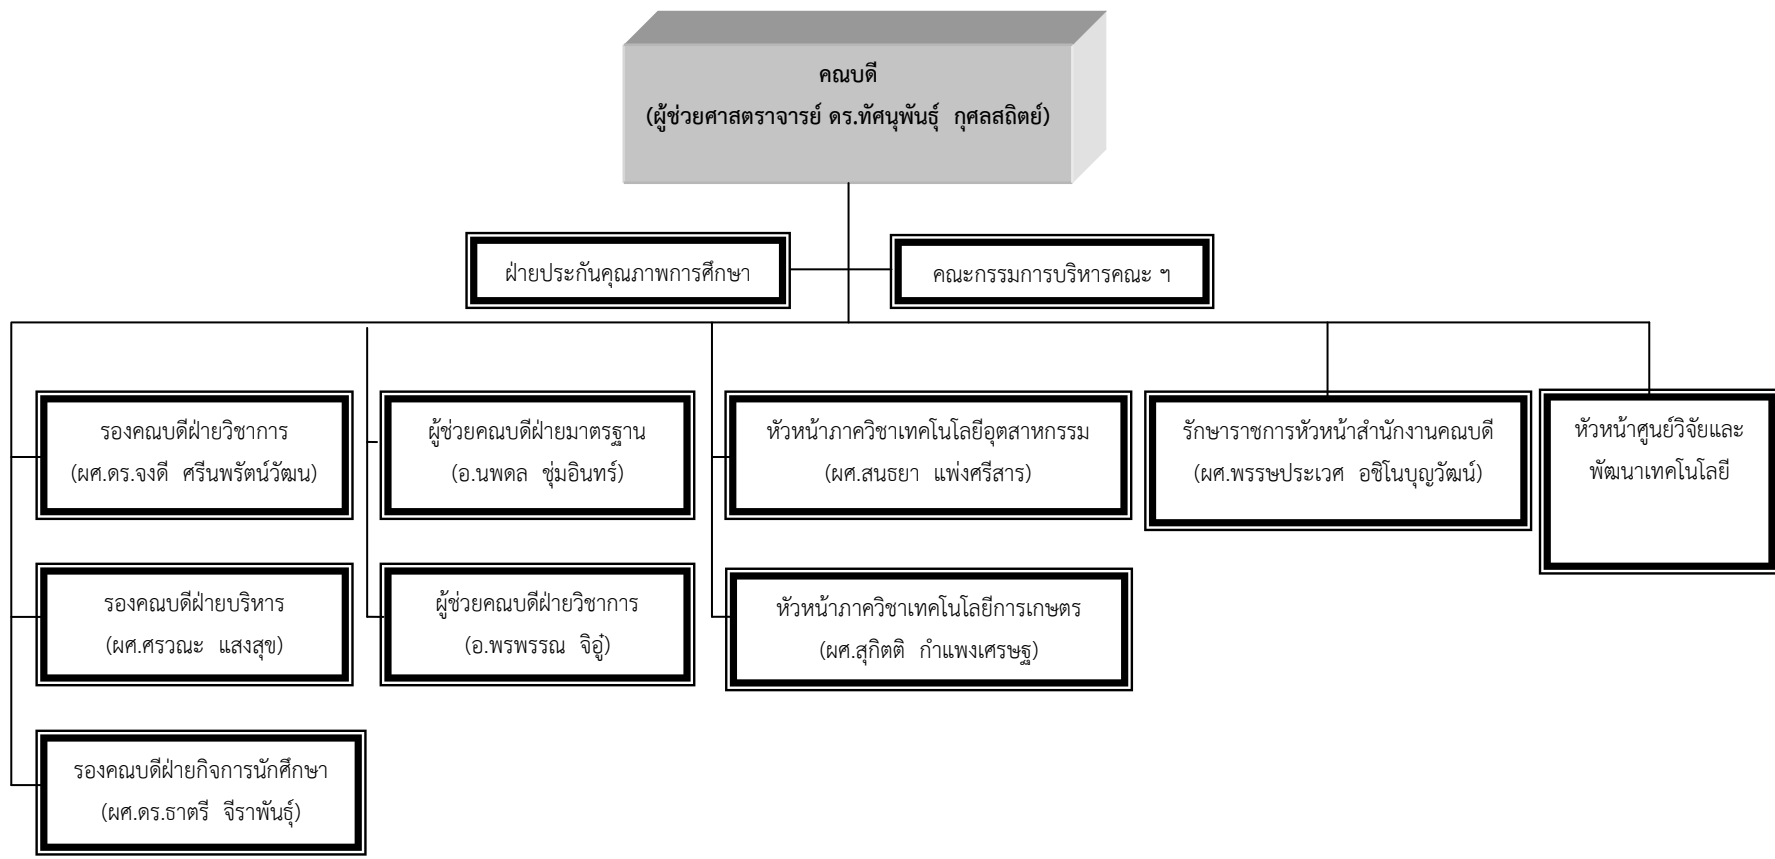 คณบดี
(ผู้ช่วยศาสตราจารย์ ดร.ทัศนุพันธุ์ กุศลสถิตย์)
ฝ่ายประกันคุณภาพการศึกษา
คณะกรรมการบริหารคณะ ฯ
รองคณบดีฝ่ายวิชาการ
(ผศ.ดร.จงดี ศรีนพรัตน์วัฒน)
ผู้ช่วยคณบดีฝ่ายมาตรฐาน
(อ.นพดล ชุ่มอินทร์)
หัวหน้าภาควิชาเทคโนโลยีอุตสาหกรรม
(ผศ.สนธยา แพ่งศรีสาร)
รักษาราชการหัวหน้าสำนักงานคณบดี
(ผศ.พรรษประเวศ อชิโนบุญวัฒน์)
หัวหน้าศูนย์วิจัยและ
พัฒนาเทคโนโลยี
รองคณบดีฝ่ายบริหาร
(ผศ.ศรวณะ แสงสุข)
ผู้ช่วยคณบดีฝ่ายวิชาการ
(อ.พรพรรณ จิอู๋)
หัวหน้าภาควิชาเทคโนโลยีการเกษตร
(ผศ.สุกิตติ กำแพงเศรษฐ)
รองคณบดีฝ่ายกิจการนักศึกษา
(ผศ.ดร.ธาตรี จีราพันธุ์)